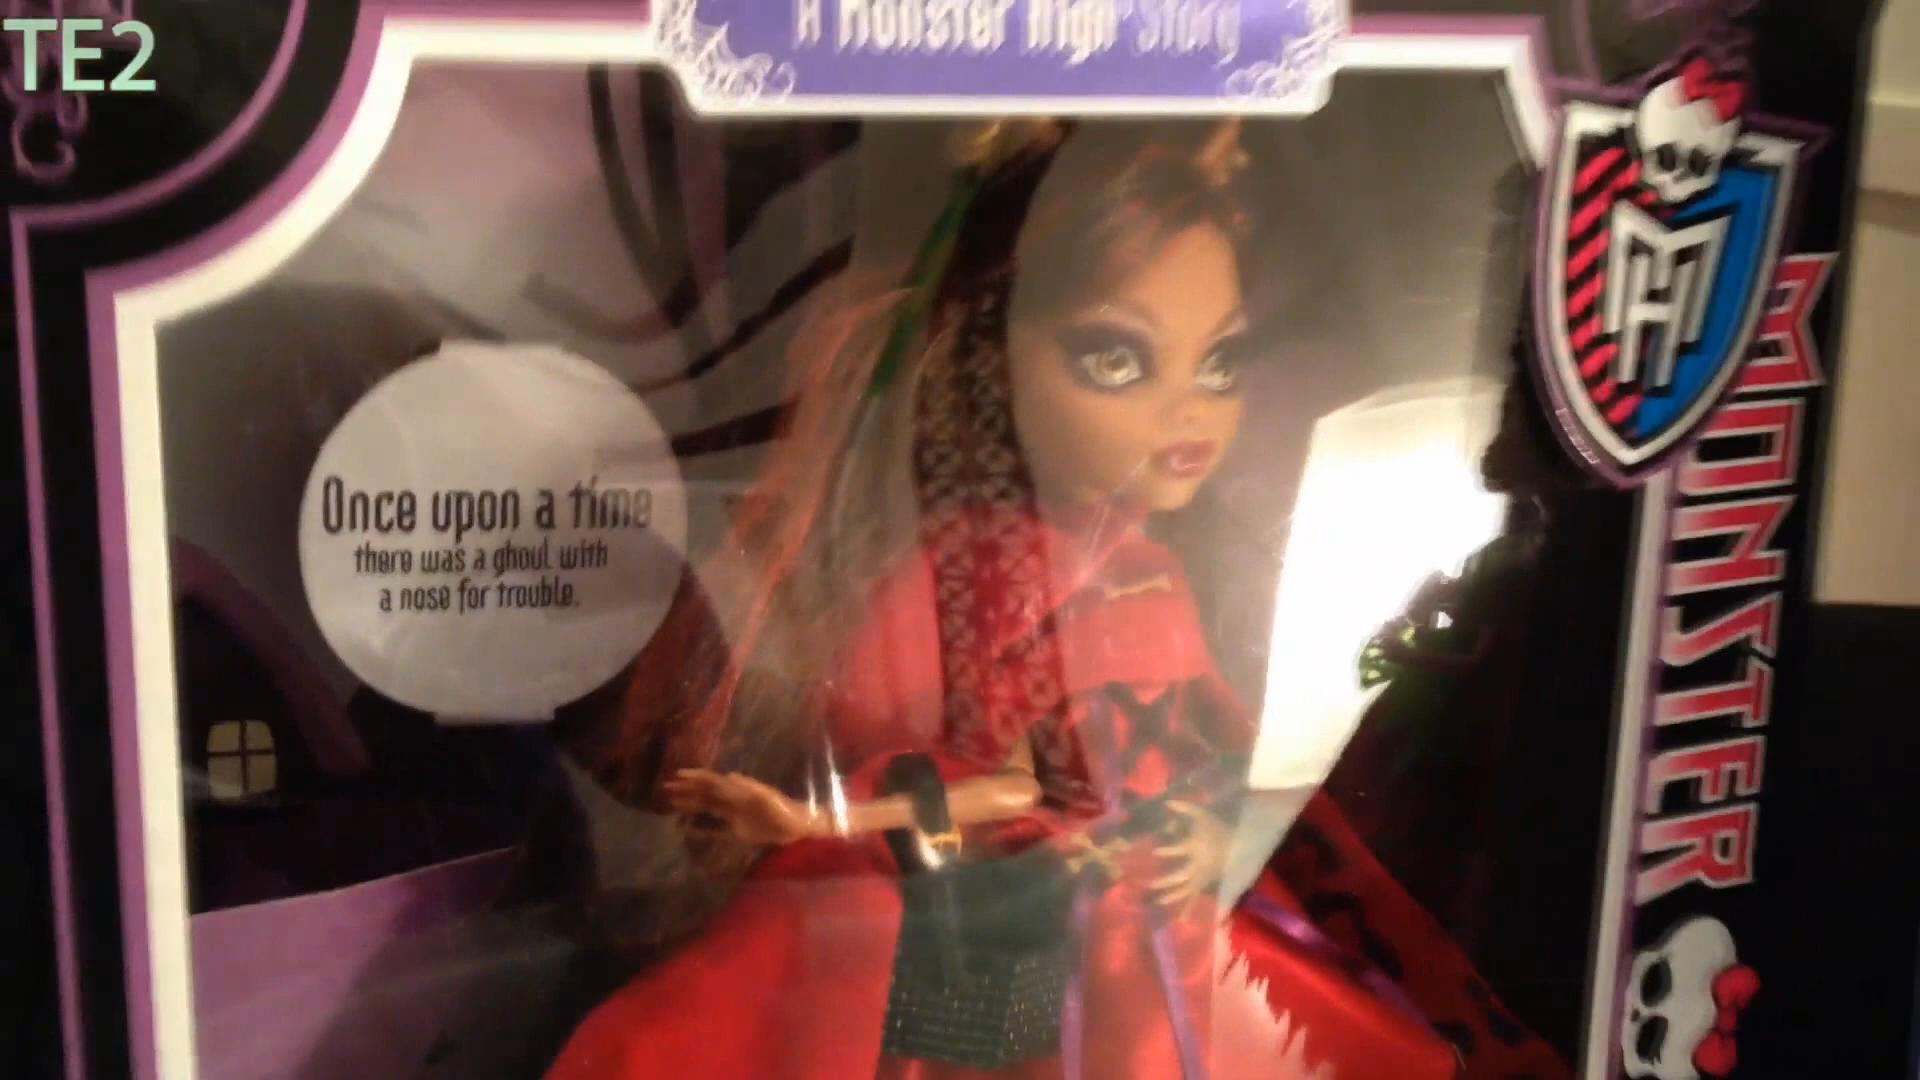 TE2
A Monster High Story
Once upon a time
there was a ghoul with
a nose for trouble.
MH
MONSTER